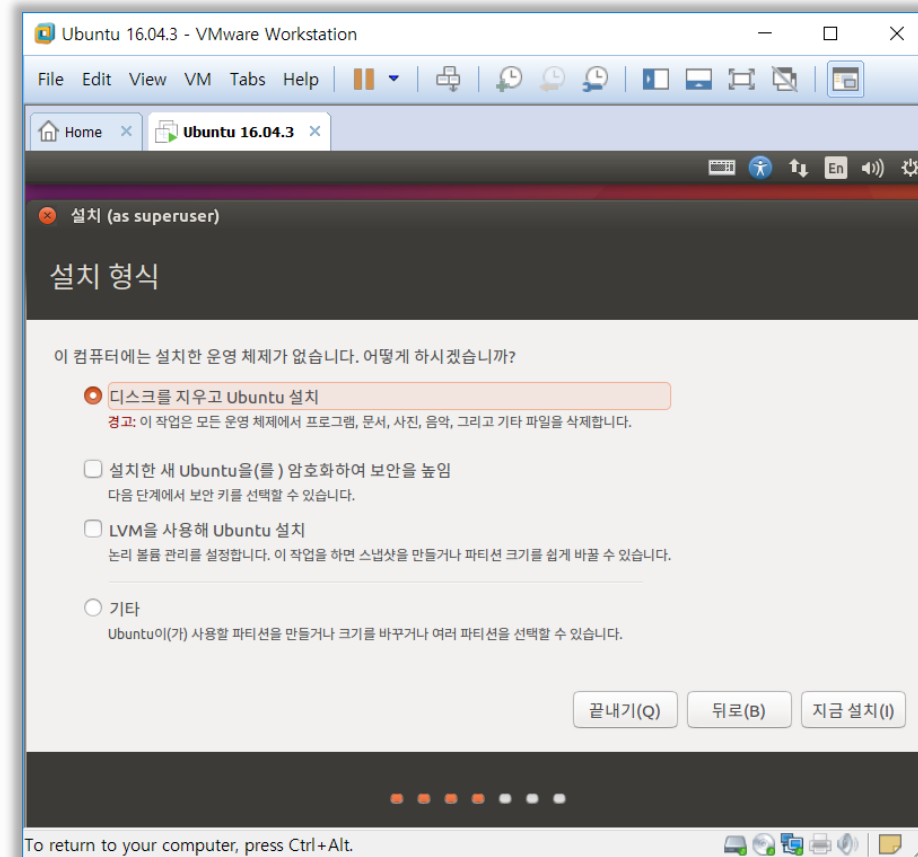 Ubuntu 16.04.3 - VMware Workstation
File Edit View VM Tabs Help
Home Ubuntu 16.04.3
En
설치 (as superuser)
설치 형식
이 컴퓨터에는 설치한 운영 체제가 없습니다. 어떻게 하시겠습니까?
디스크를 지우고 Ubuntu 설치
경고: 이 작업은 모든 운영 체제에서 프로그램, 문서, 사진, 음악, 그리고 기타 파일을 삭제합니다.
설치한 새 Ubuntu을(를 ) 암호화하여 보안을 높임
다음 단계에서 보안 키를 선택할 수 있습니다.
LVM을 사용해 Ubuntu 설치
논리 볼륨 관리를 설정합니다. 이 작업을 하면 스냅샷을 만들거나 파티션 크기를 쉽게 바꿀 수 있습니다.
기타
Ubuntu이(가) 사용할 파티션을 만들거나 크기를 바꾸거나 여러 파티션을 선택할 수 있습니다.
끝내기(Q) 뒤로(B) 지금 설치(I)
To return to your computer, press Ctrl+Alt.